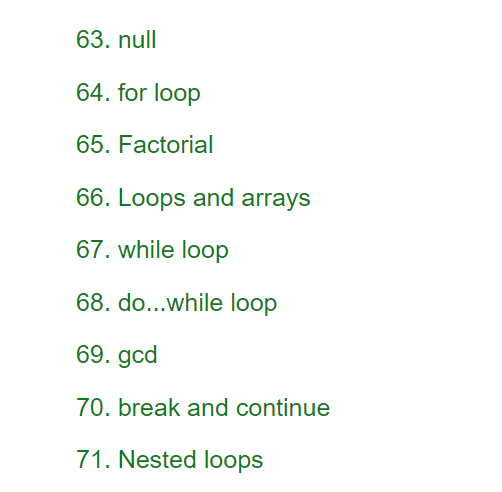 63. null
64. for loop
65. Factorial
66. Loops and arrays
67. while loop
68. do...while loop
69. gcd
70. break and continue
71. Nested loops